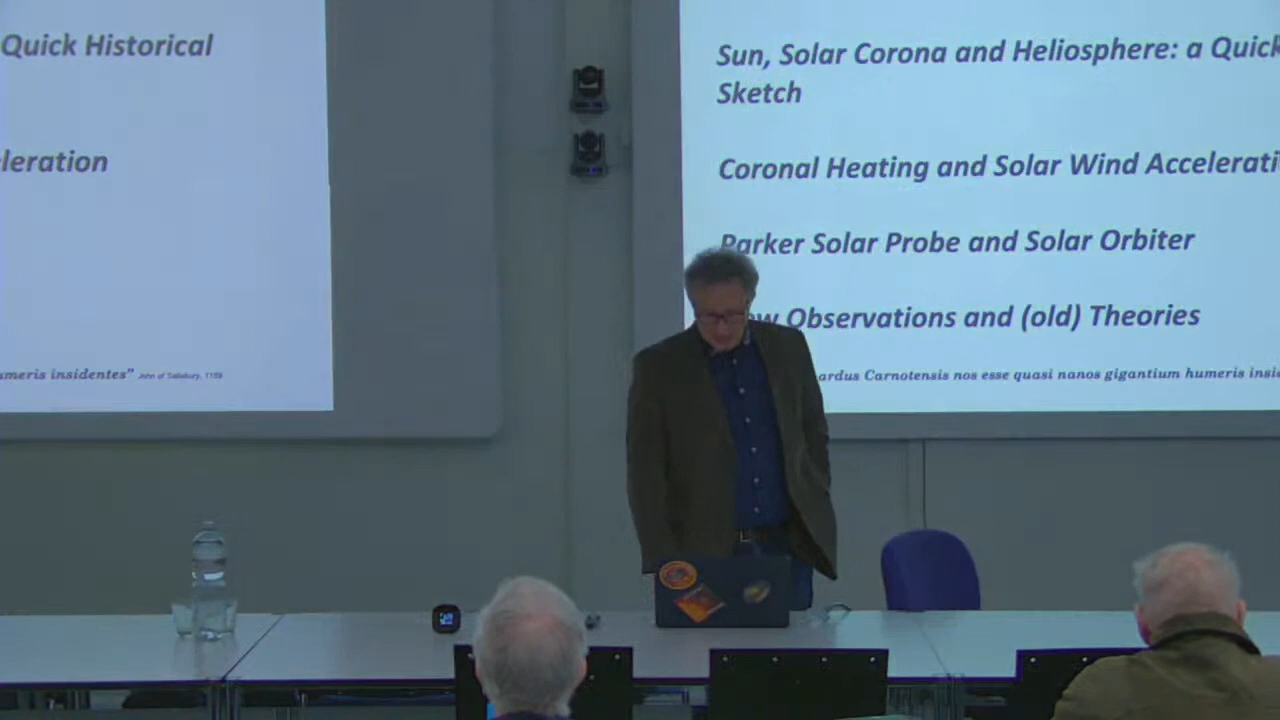 Quick Historical
leration
umeris insidentes” John of Salisbury, 1159
Sun, Solar Corona and Heliosphere: a Quick
Sketch
Coronal Heating and Solar Wind Accelerati
Parker Solar Probe and Solar Orbiter
w Observations and (old) Theories
ardus Carnotensis nos esse quasi nanos gigantium humeris insi